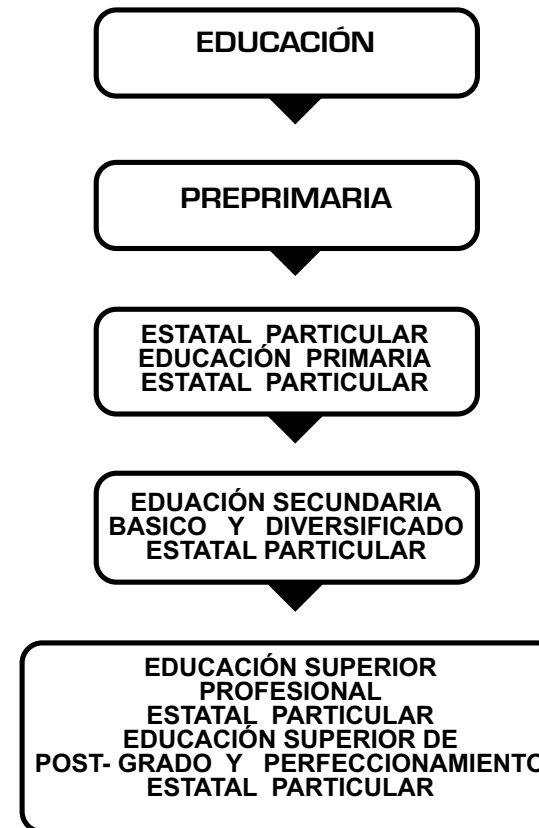 EDUCACIÓN
PREPRIMARIA
ESTATAL PARTICULAR
EDUCACIÓN PRIMARIA
ESTATAL PARTICULAR
EDUACIÓN SECUNDARIA
BASICO Y DIVERSIFICADO
ESTATAL PARTICULAR
EDUCACIÓN SUPERIOR
PROFESIONAL
ESTATAL PARTICULAR
EDUCACIÓN SUPERIOR DE
POST- GRADO Y PERFECCIONAMIENTO
ESTATAL PARTICULAR